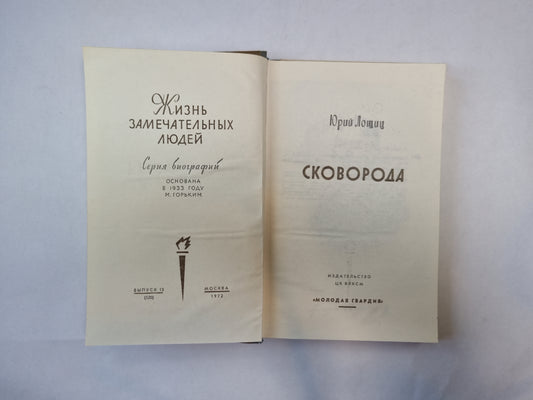 Жизнь
ЗАМЕЧАТЕЛЬНЫХ
ЛЮДЕЙ
Серия биографий
ОСНОВАНА
В 1933 ГОДУ
М. ГОРЬКИМ
ВЫПУСК 13
(520)
МОСКВА
1972
Юрий Лощиц
СКОВОРОДА
ИЗДАТЕЛЬСТВО
ЦК ВЛКСМ
«МОЛОДАЯ ГВАРДИЯ»